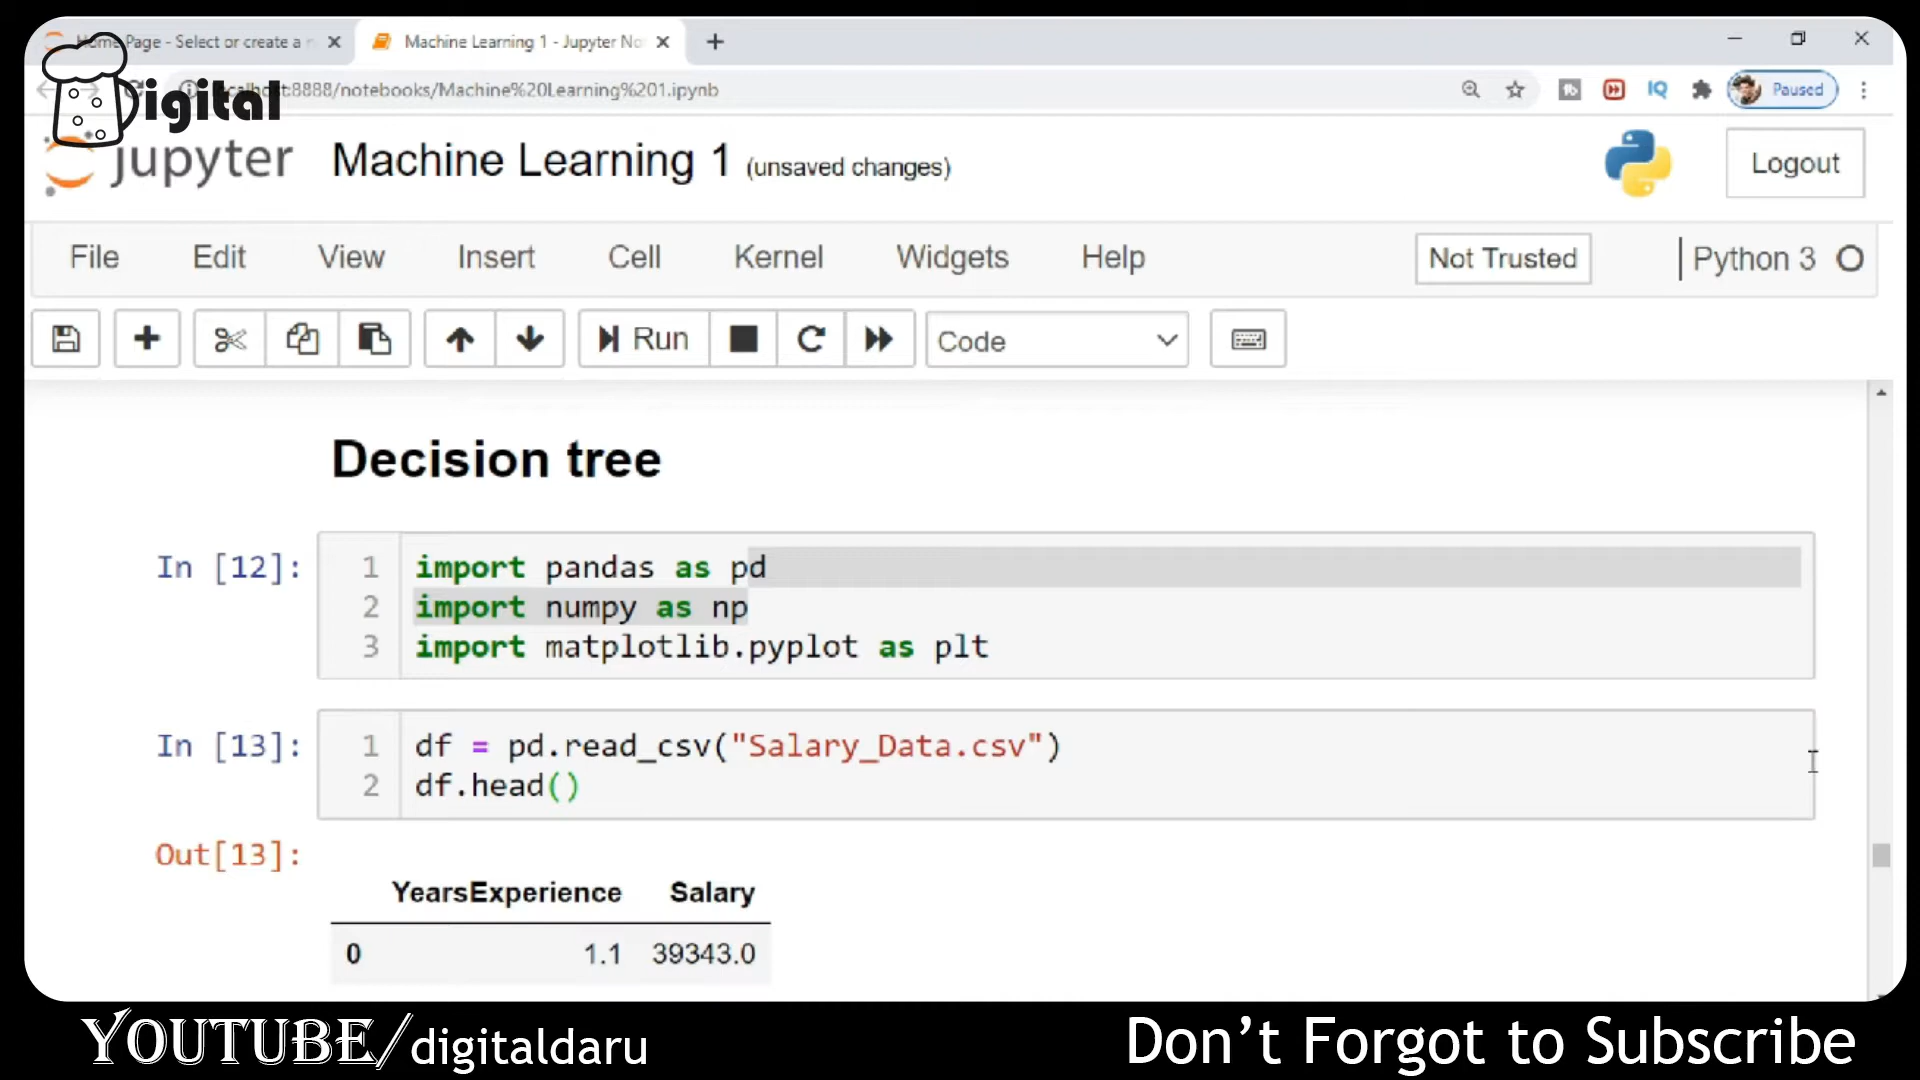 Home Page - Select or create a n
Machine Learning 1 - Jupyter No
localhost:8888/notebooks/Machine%20Learning%201.ipynb
IQ
Paused
Digital
jupyter
Machine Learning 1 (unsaved changes)
Logout
File Edit View Insert Cell Kernel Widgets Help
Not Trusted
Python 3
Run
Code
Decision tree
In [12]:
1 import pandas as pd
2 import numpy as np
3 import matplotlib.pyplot as plt
In [13]:
1 df = pd.read_csv("Salary_Data.csv")
2 df.head()
Out[13]:
YearsExperience Salary
0 1.1 39343.0
YOUTUBE/digitaldaru
Don't Forgot to Subscribe